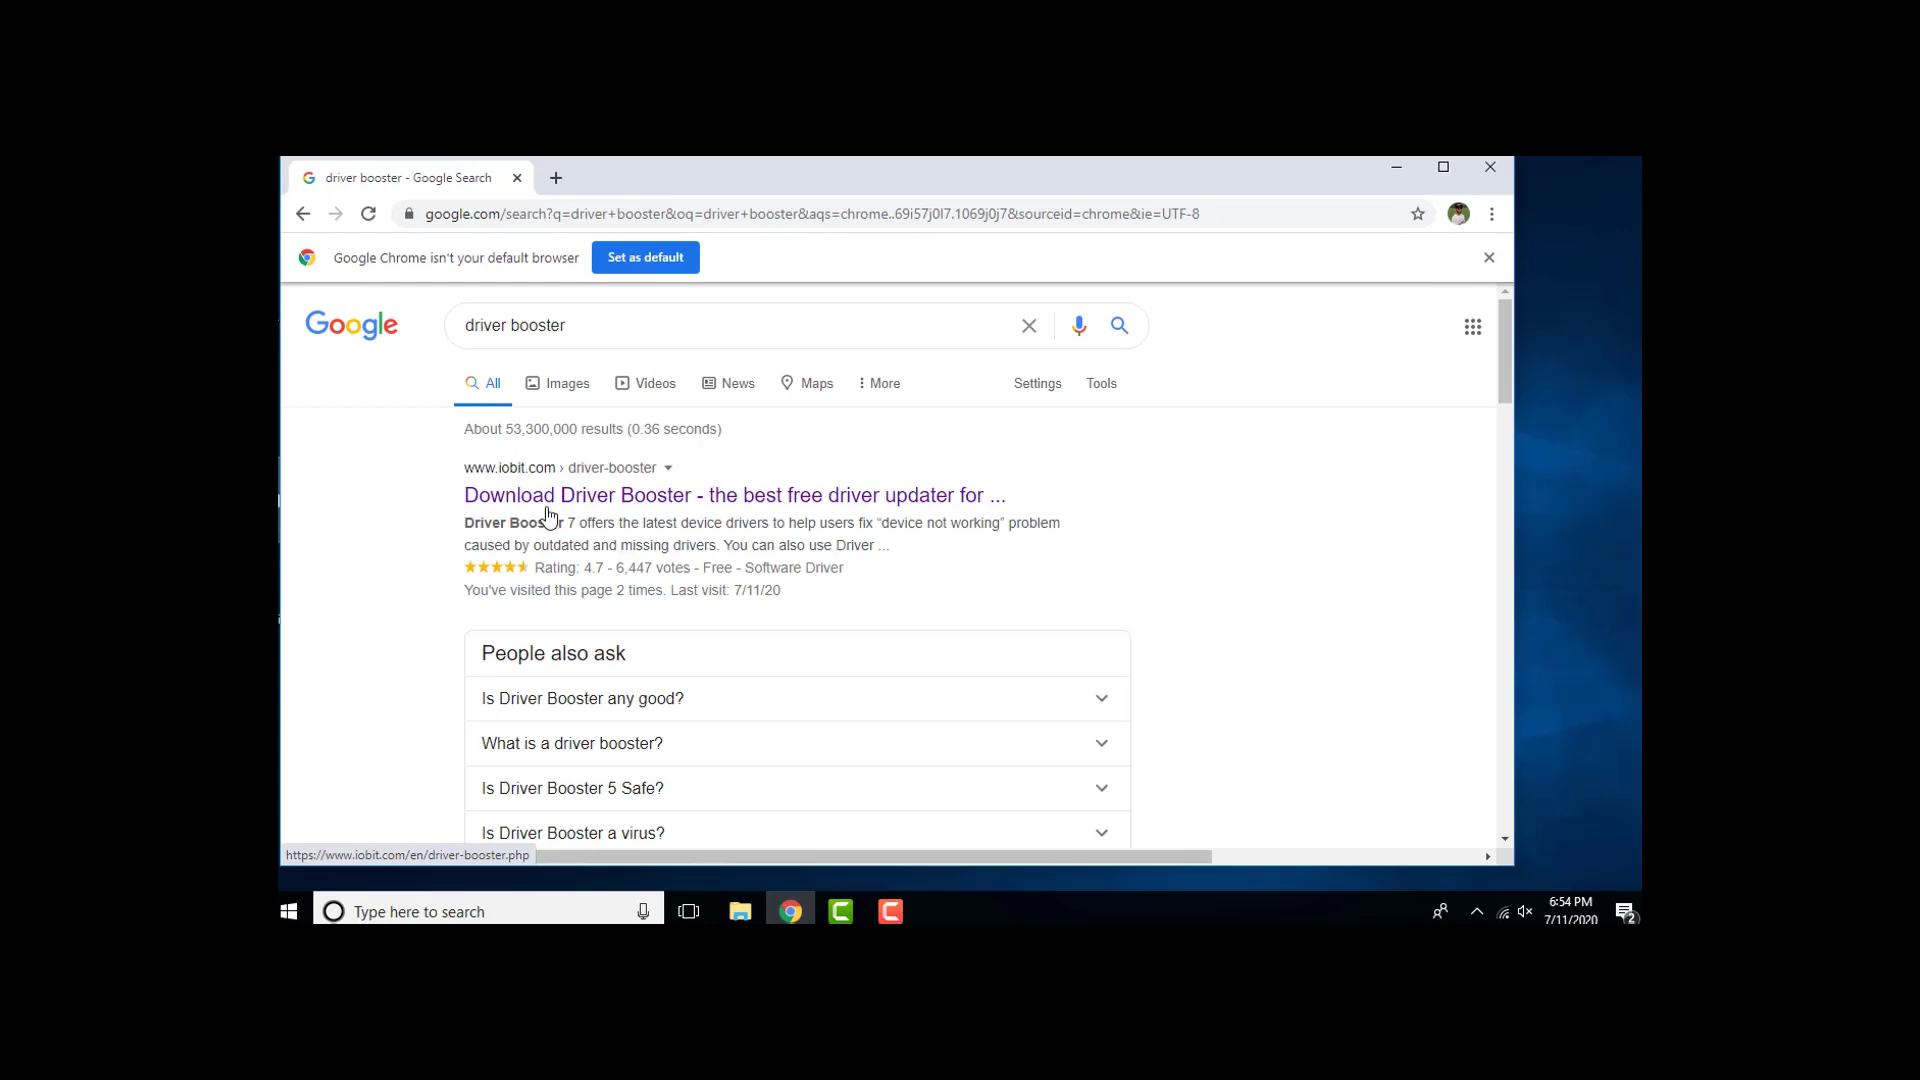 driver booster - Google Search
google.com/search?q=driver+booster&oq=driver+booster&aqs=chrome..69i57j0l7.1069j0j7&sourceid=chrome&ie=UTF-8
Google Chrome isn't your default browser Set as default
Google driver booster
All Images Videos News Maps More Settings Tools
About 53,300,000 results (0.36 seconds)
www.iobit.com › driver-booster
Download Driver Booster - the best free driver updater for ...
Driver Booster 7 offers the latest device drivers to help users fix “device not working” problem
caused by outdated and missing drivers. You can also use Driver ...
Rating: 4.7 - 6,447 votes - Free - Software Driver
You've visited this page 2 times. Last visit: 7/11/20
People also ask
Is Driver Booster any good?
What is a driver booster?
Is Driver Booster 5 Safe?
Is Driver Booster a virus?
https://www.iobit.com/en/driver-booster.php
Type here to search
6:54 PM
7/11/2020
2